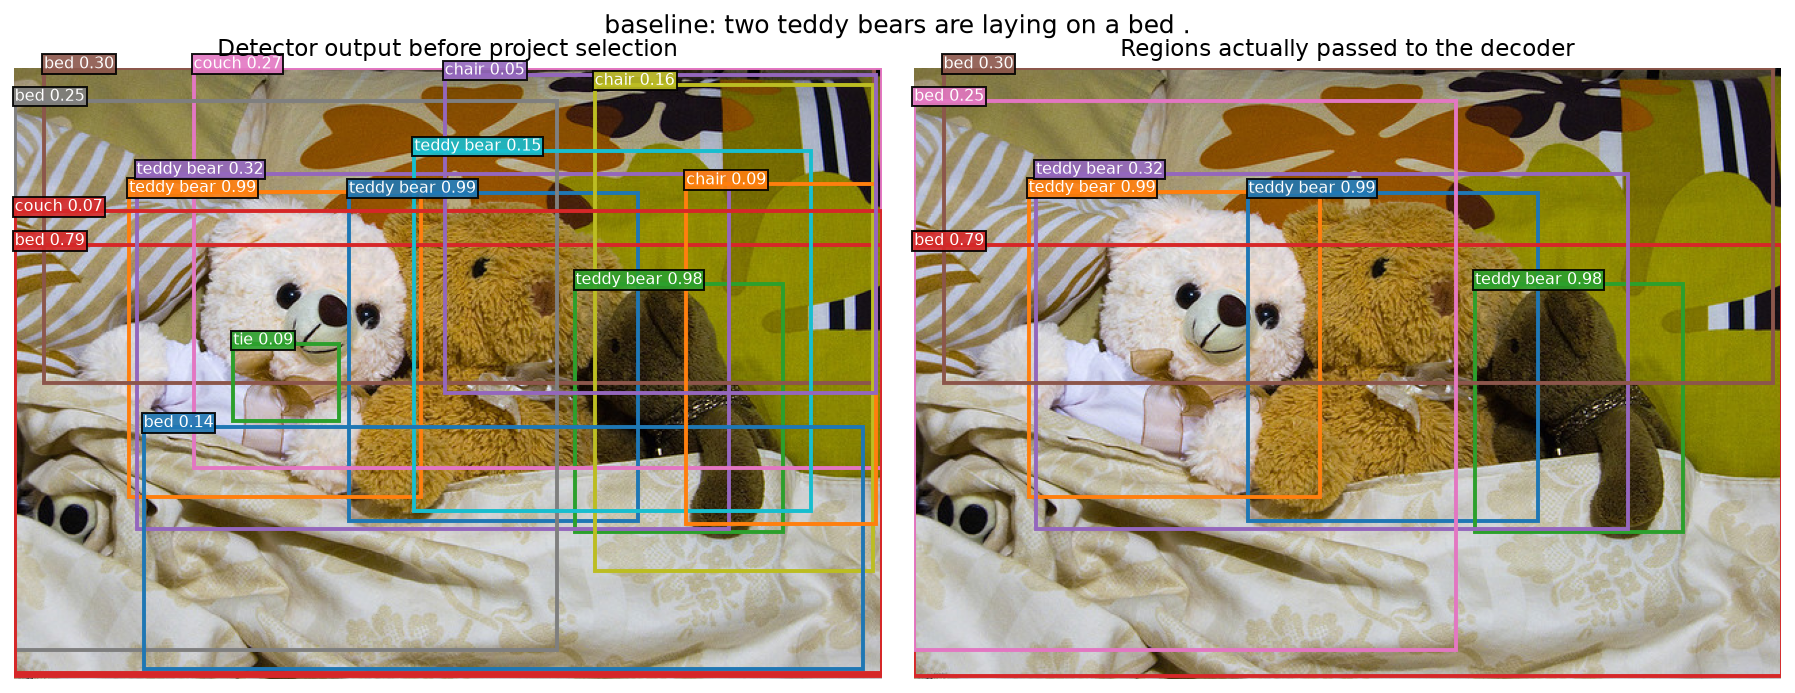 baseline: two teddy bears are laying on a bed .
Detector output before project selection
Regions actually passed to the decoder
bed 0.30
couch 0.27
chair 0.05
chair 0.16
bed 0.25
teddy bear 0.15
teddy bear 0.32
teddy bear 0.99
teddy bear 0.99
chair 0.09
couch 0.07
bed 0.79
teddy bear 0.98
tie 0.09
bed 0.14
bed 0.30
bed 0.25
teddy bear 0.32
teddy bear 0.99
teddy bear 0.99
bed 0.79
teddy bear 0.98